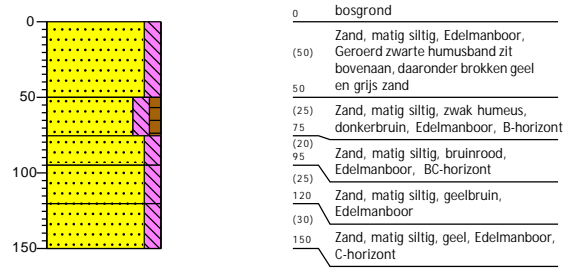 0
50
100
150
0 bosgrond
Zand, matig siltig, Edelmanboor,
(50) Geroerd zwarte humusband zit
bovenaan, daaronder brokken geel
50 en grijs zand
(25) Zand, matig siltig, zwak humeus,
75 donkerbruin, Edelmanboor, B-horizont
(20)
95 Zand, matig siltig, bruinrood,
Edelmanboor, BC-horizont
(25)
120 Zand, matig siltig, geelbruin,
Edelmanboor
(30)
150 Zand, matig siltig, geel, Edelmanboor,
C-horizont